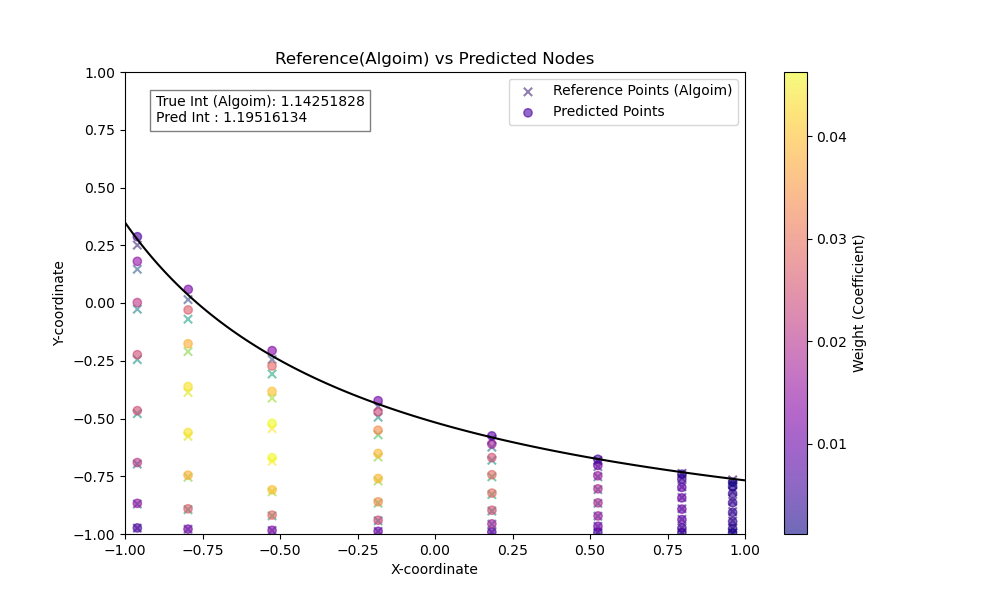 Reference(Algoim) vs Predicted Nodes
True Int (Algoim): 1.14251828
Pred Int : 1.19516134
Reference Points (Algoim)
Predicted Points
Y-coordinate
1.00
0.75
0.50
0.25
0.00
−0.25
−0.50
−0.75
−1.00
−1.00
−0.75
−0.50
−0.25
0.00
0.25
0.50
0.75
1.00
X-coordinate
0.04
0.03
0.02
0.01
Weight (Coefficient)